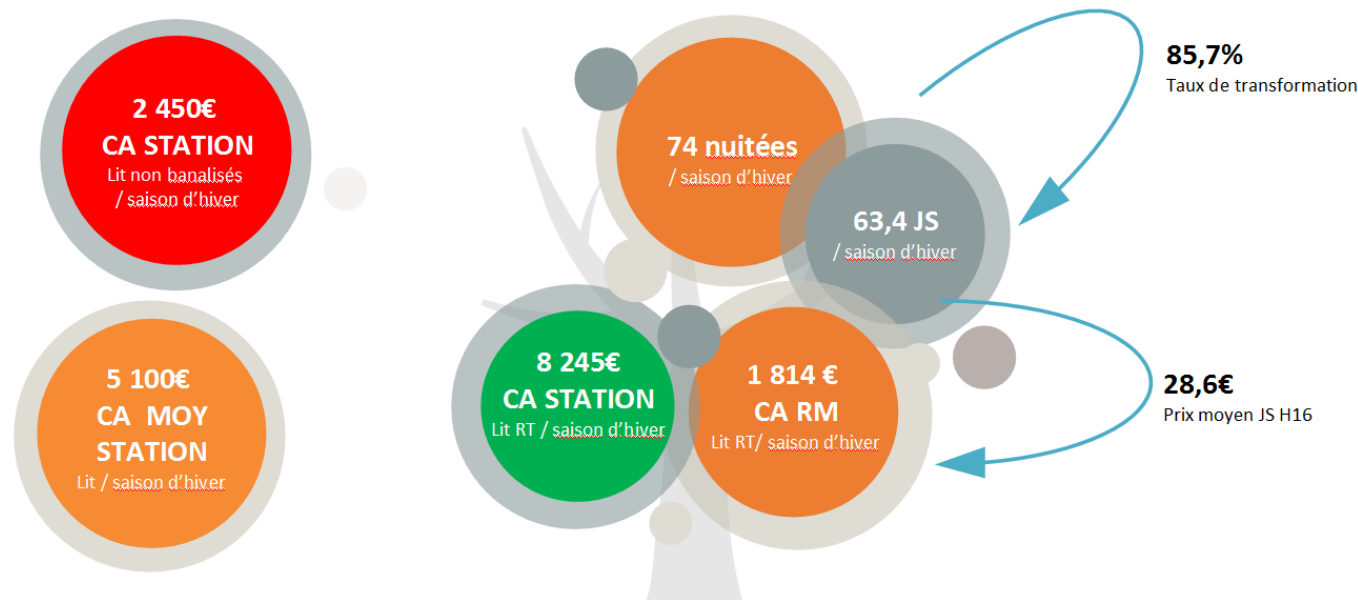 2 450€
CA STATION
Lit non banalisés
/ saison d'hiver
5 100€
CA MOY
STATION
Lit / saison d'hiver
74 nuitées
/ saison d'hiver
63,4 JS
/ saison d'hiver
8 245€
CA STATION
Lit RT / saison d'hiver
1 814 €
CA RM
Lit RT/ saison d'hiver
85,7%
Taux de transformation
28,6€
Prix moyen JS H16